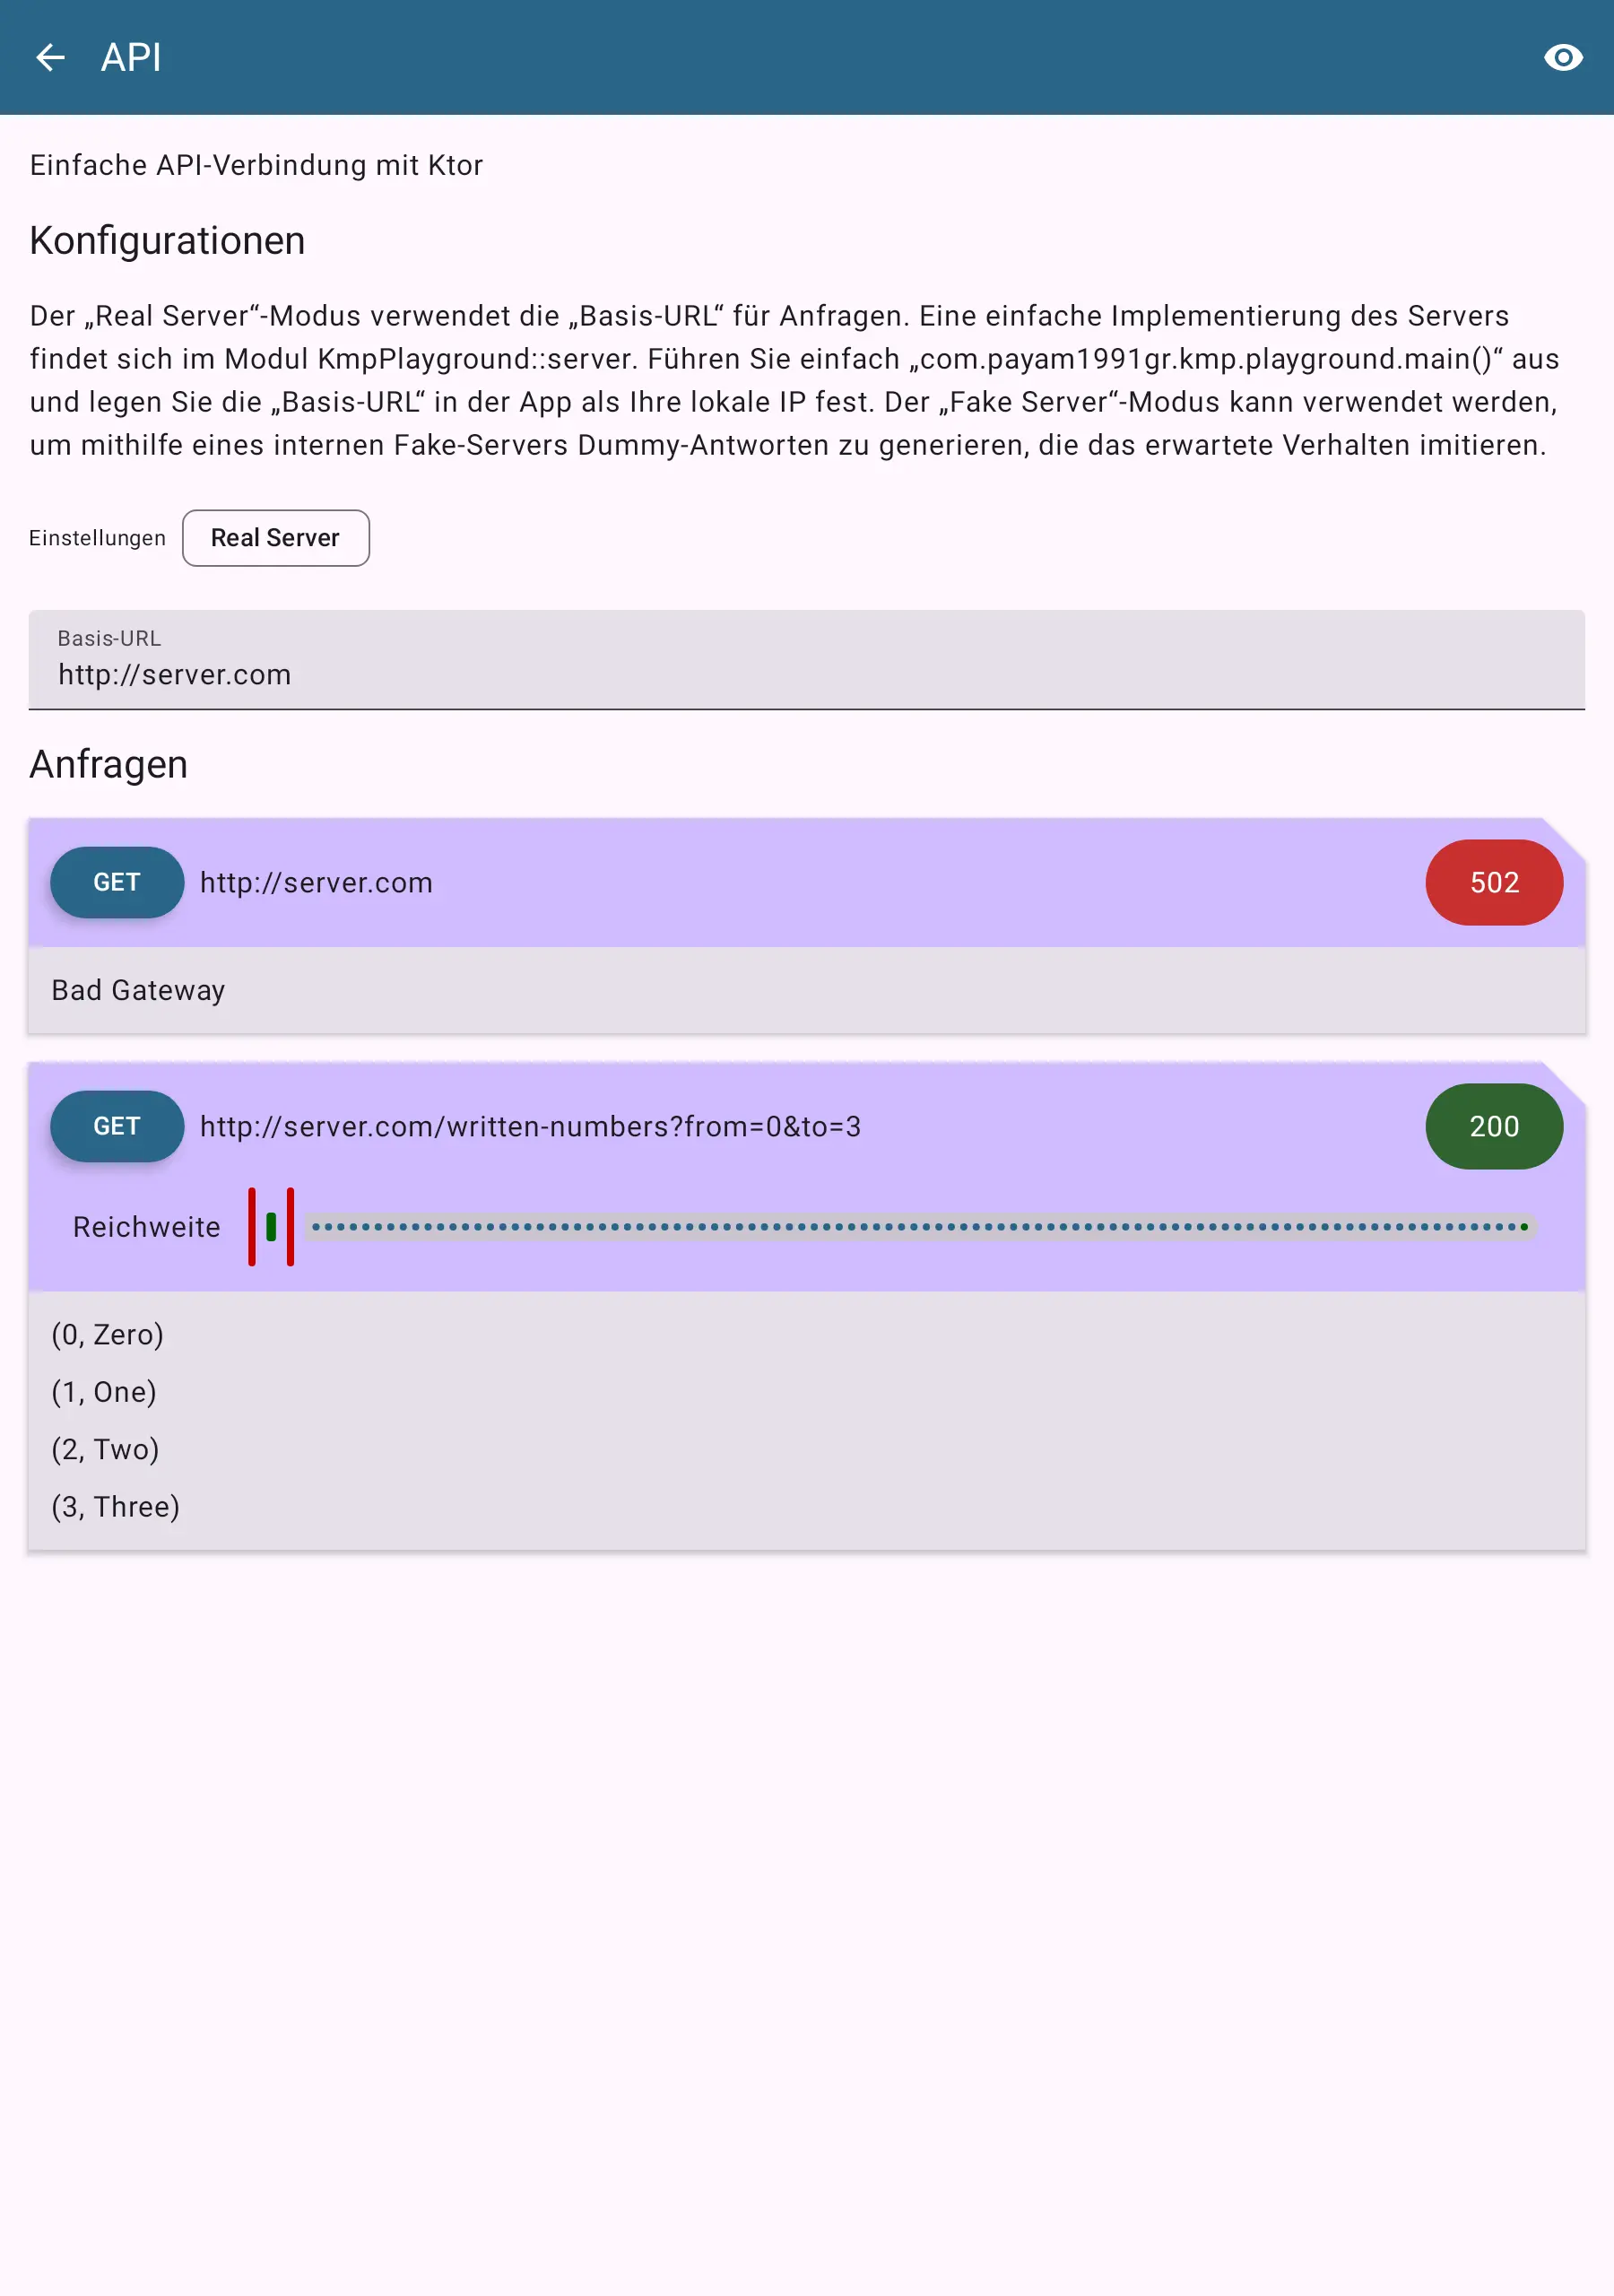 API
Einfache API-Verbindung mit Ktor
Konfigurationen
Der „Real Server“-Modus verwendet die „Basis-URL“ für Anfragen. Eine einfache Implementierung des Servers
findet sich im Modul KmpPlayground::server. Führen Sie einfach „com.payam1991gr.kmp.playground.main()“ aus
und legen Sie die „Basis-URL“ in der App als Ihre lokale IP fest. Der „Fake Server“-Modus kann verwendet werden,
um mithilfe eines internen Fake-Servers Dummy-Antworten zu generieren, die das erwartete Verhalten imitieren.
Einstellungen Real Server
Basis-URL
http://server.com
Anfragen
GET http://server.com 502
Bad Gateway
GET http://server.com/written-numbers?from=0&to=3 200
Reichweite
(0, Zero)
(1, One)
(2, Two)
(3, Three)